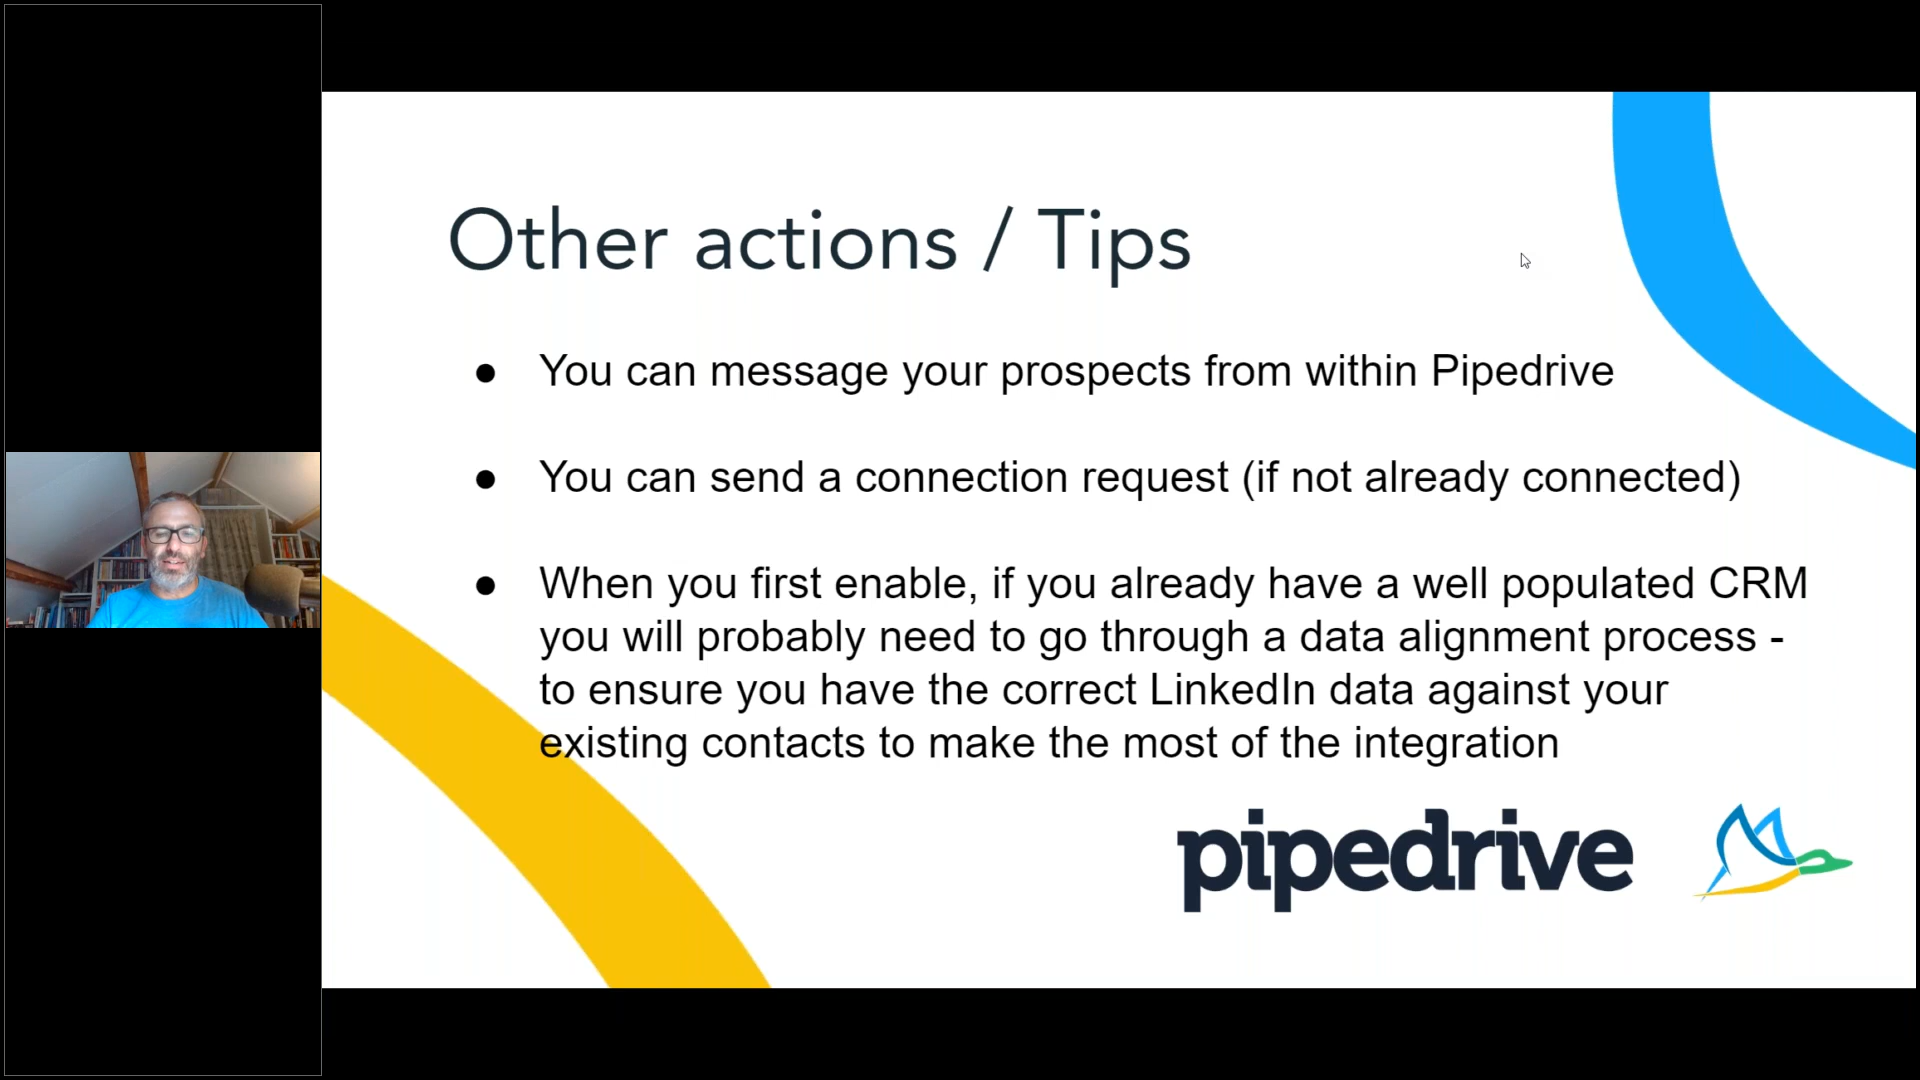 Other actions / Tips
● You can message your prospects from within Pipedrive
● You can send a connection request (if not already connected)
● When you first enable, if you already have a well populated CRM
you will probably need to go through a data alignment process -
to ensure you have the correct LinkedIn data against your
existing contacts to make the most of the integration
pipedrive